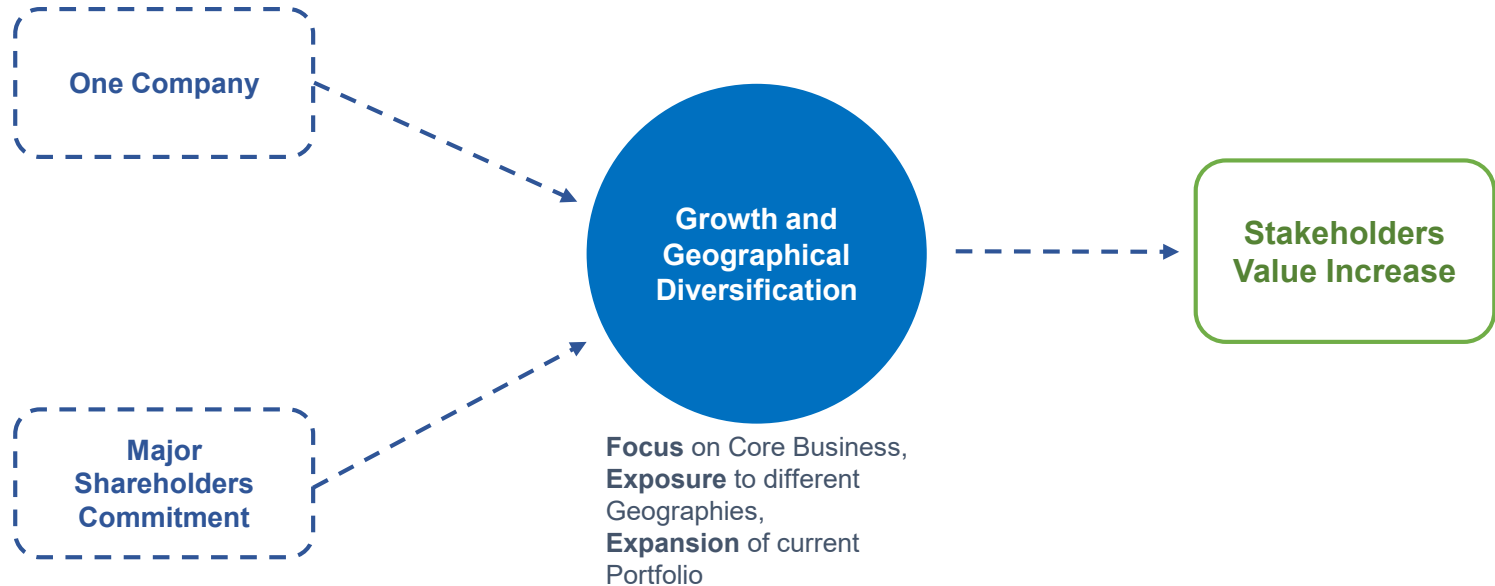 One Company
Growth and
Geographical
Diversification
Stakeholders
Value Increase
Major
Shareholders
Commitment
Focus on Core Business,
Exposure to different
Geographies,
Expansion of current
Portfolio